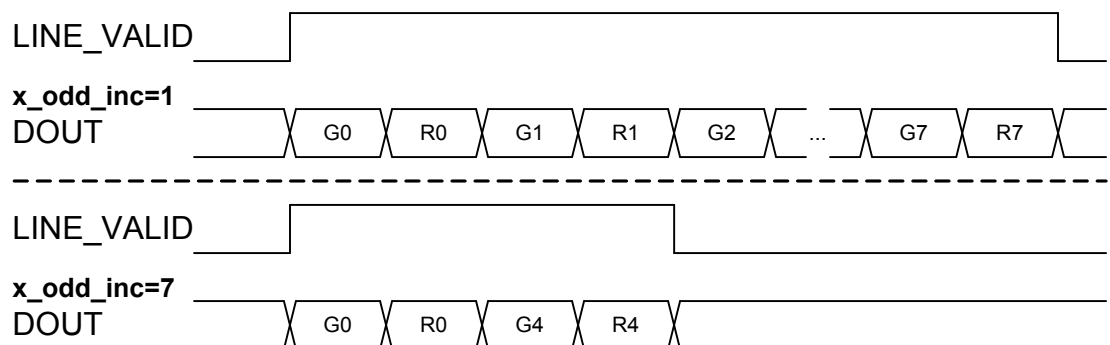 LINE_VALID
x_odd_inc=1
DOUT G0 R0 G1 R1 G2 ... G7 R7
LINE_VALID
x_odd_inc=7
DOUT G0 R0 G4 R4